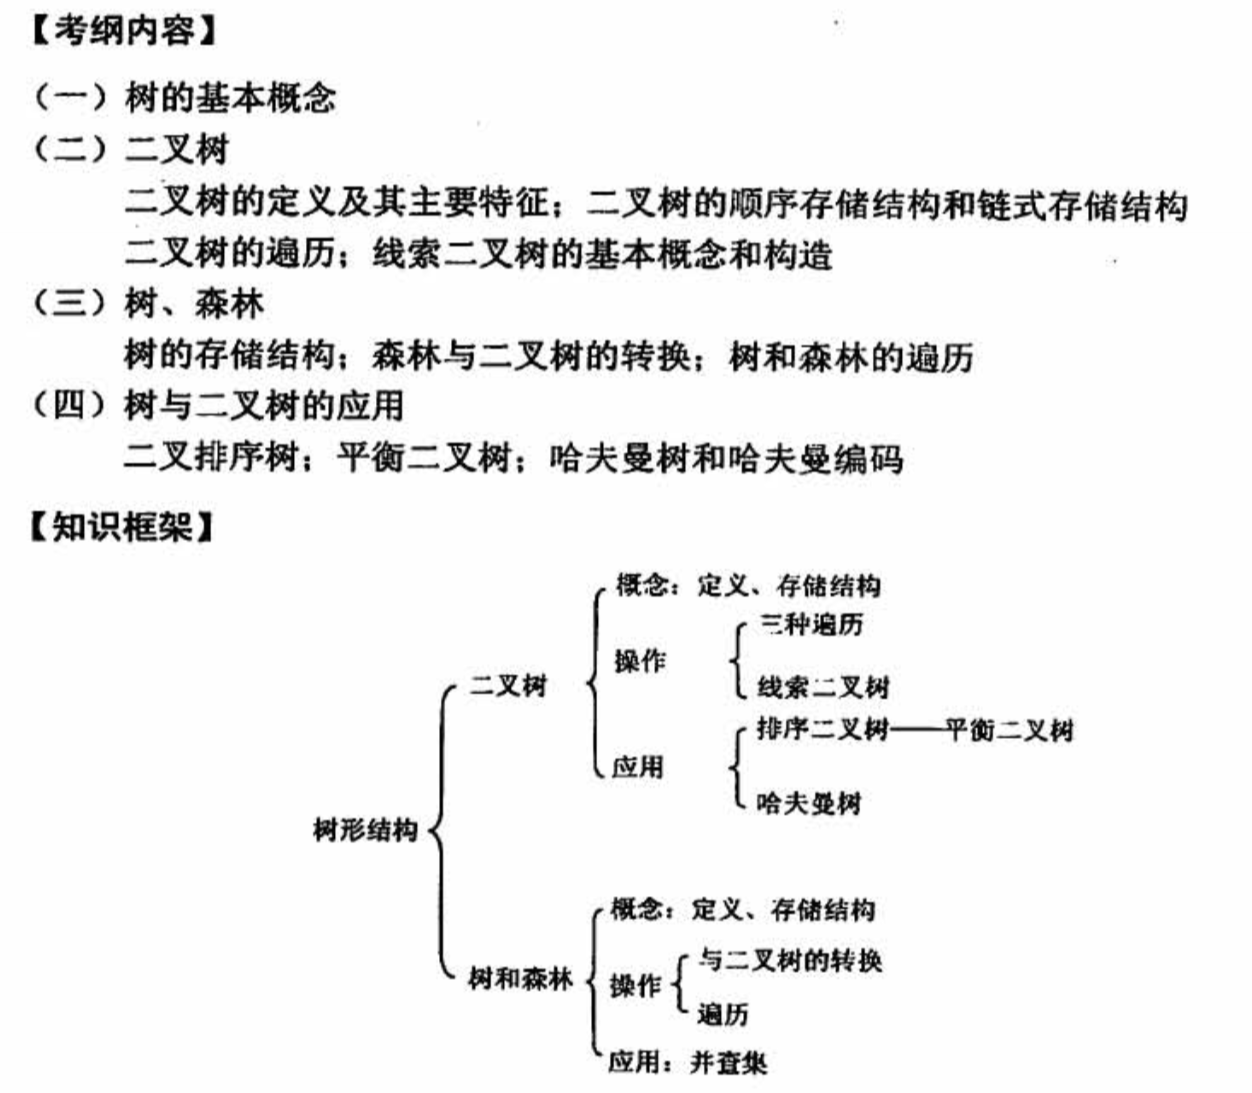 【考纲内容】
（一）树的基本概念
（二）二叉树
二叉树的定义及其主要特征；二叉树的顺序存储结构和链式存储结构
二叉树的遍历；线索二叉树的基本概念和构造
（三）树、森林
树的存储结构；森林与二叉树的转换；树和森林的遍历
（四）树与二叉树的应用
二叉排序树；平衡二叉树；哈夫曼树和哈夫曼编码
【知识框架】
概念：定义、存储结构
三种遍历
操作
线索二叉树
二叉树
排序二叉树——平衡二叉树
应用
哈夫曼树
树形结构
概念：定义、存储结构
与二叉树的转换
树和森林
操作
遍历
应用：并查集